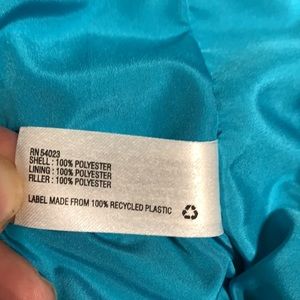 RN 54023
SHELL : 100% POLYESTER
LINING : 100% POLYESTER
FILLER : 100% POLYESTER
LABEL MADE FROM 100% RECYCLED PLASTIC